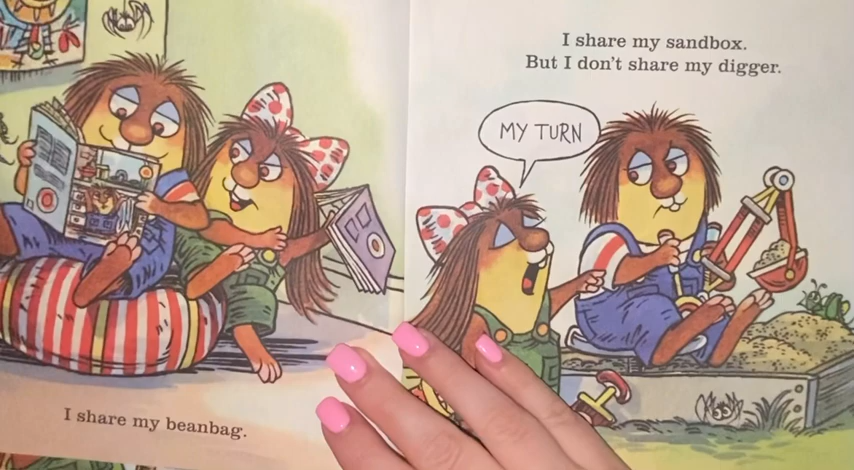 I share my beanbag.
I share my sandbox.
But I don't share my digger.
MY TURN